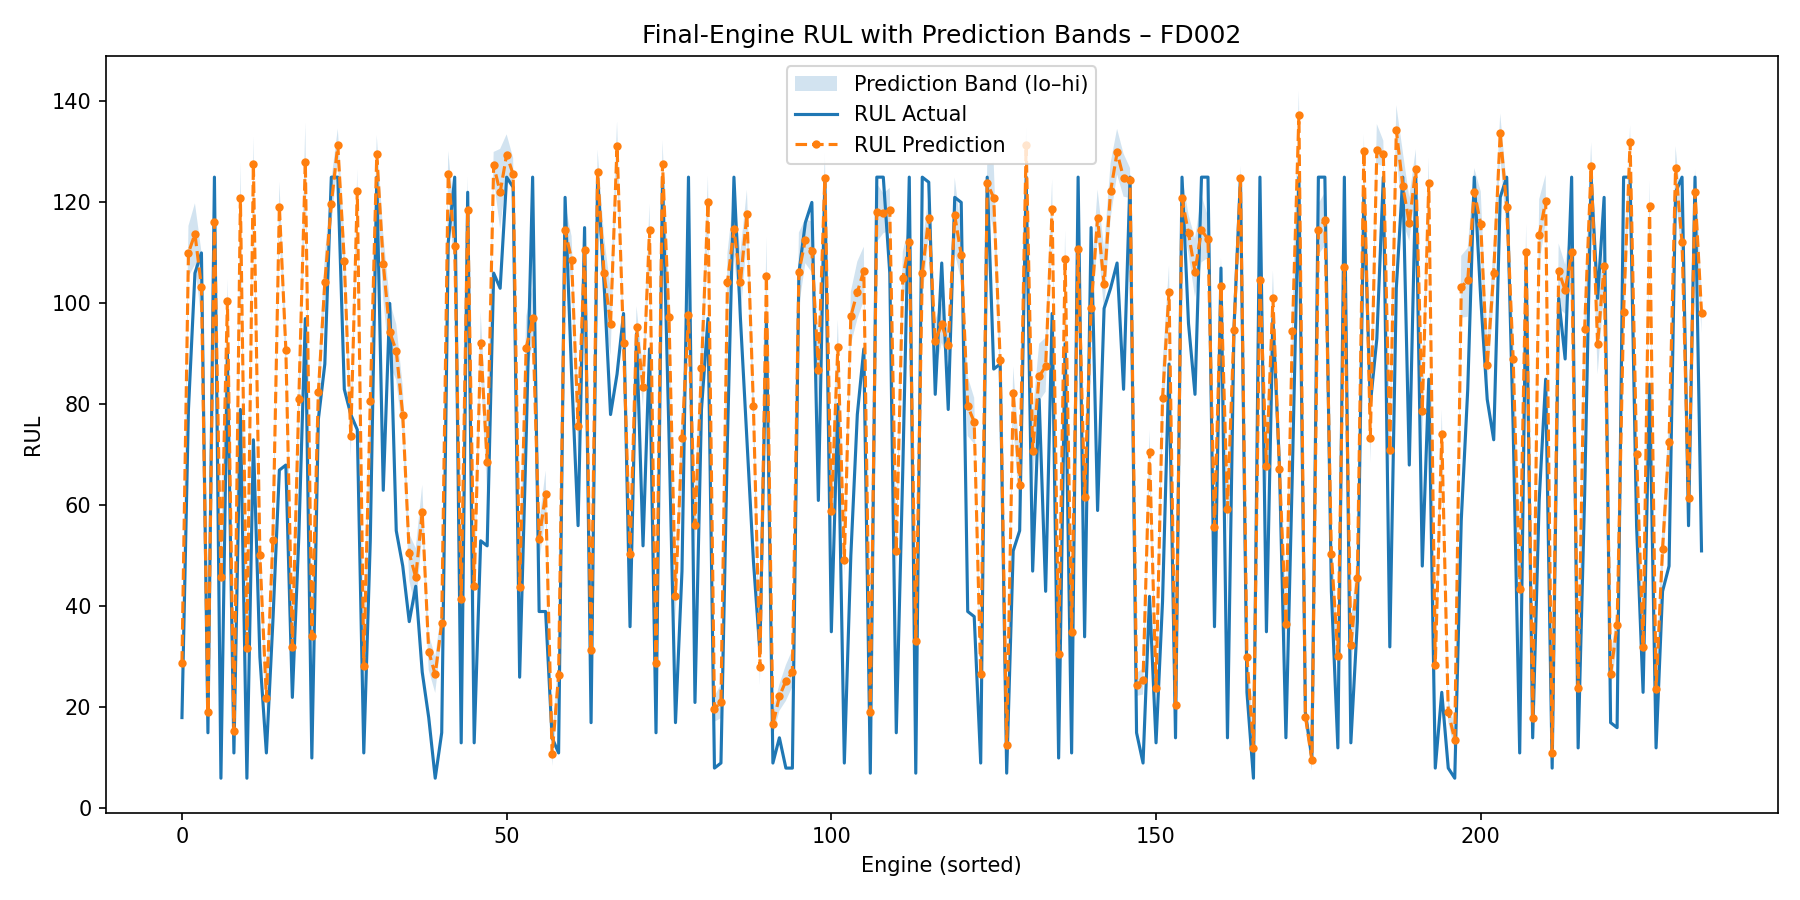 Final-Engine RUL with Prediction Bands – FD002
Prediction Band (lo–hi)
RUL Actual
RUL Prediction
RUL
140
120
100
80
60
40
20
0
0 50 100 150 200
Engine (sorted)